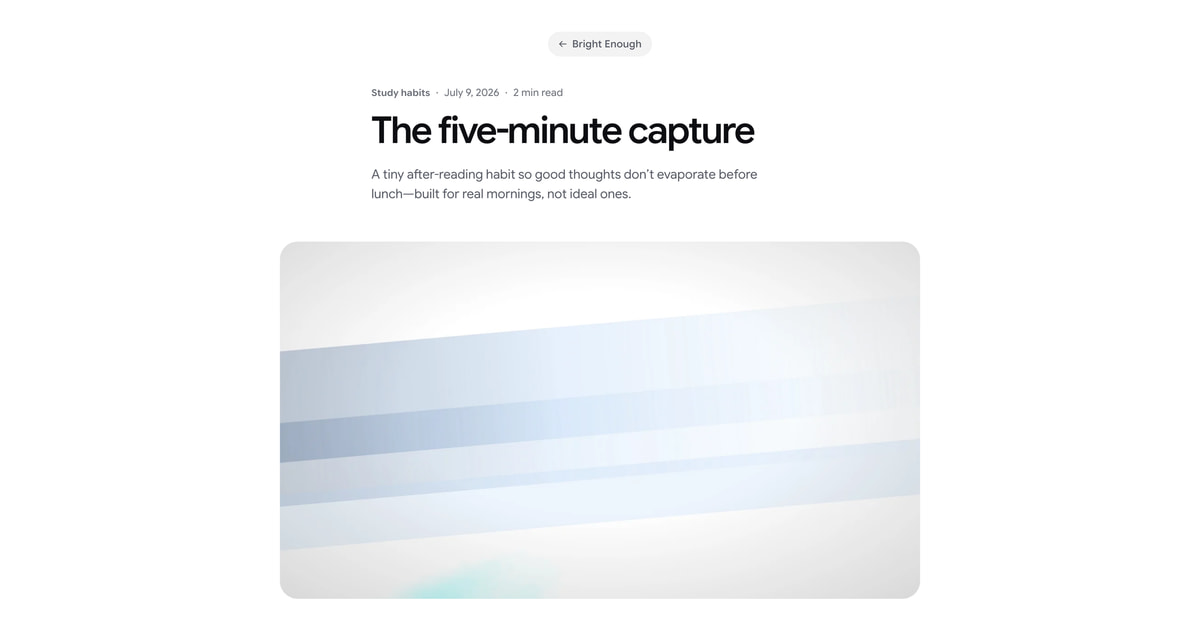 ← Bright Enough
Study habits · July 9, 2026 · 2 min read
The five-minute capture
A tiny after-reading habit so good thoughts don’t evaporate before
lunch—built for real mornings, not ideal ones.